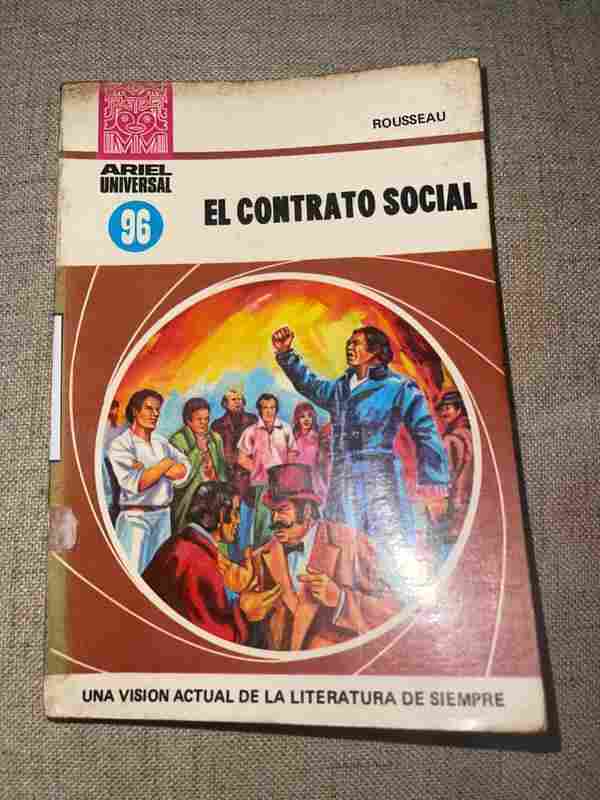 ROUSSEAU
ARIEL
UNIVERSAL
96
EL CONTRATO SOCIAL
UNA VISION ACTUAL DE LA LITERATURA DE SIEMPRE